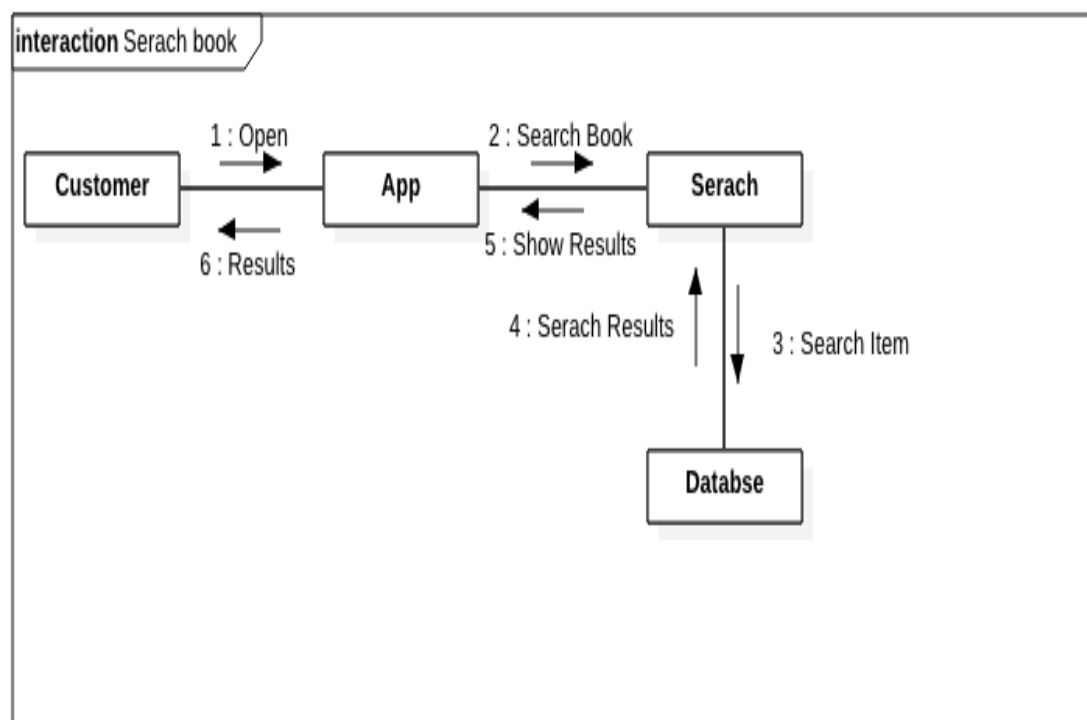 interaction Serach book
1 : Open
2 : Search Book
Customer
App
Serach
6 : Results
5 : Show Results
4 : Serach Results
3 : Search Item
Databse